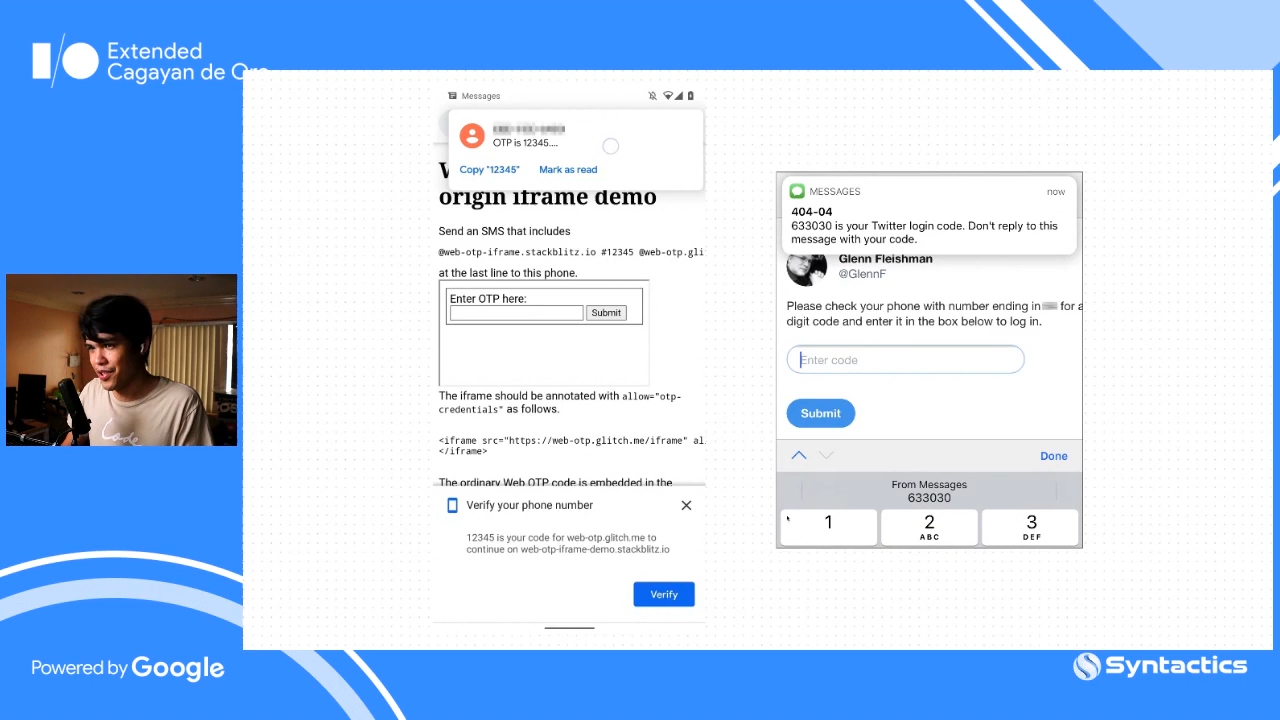 I/O Extended
Cagayan de Oro
Messages
OTP is 12345....
Copy "12345" Mark as read
origin iframe demo
Send an SMS that includes
@web-otp-iframe.stackblitz.io #12345 @web-otp.gli
at the last line to this phone.
Enter OTP here:
Submit
The iframe should be annotated with allow="otp-
credentials" as follows.
<iframe src="https://web-otp.glitch.me/iframe" al
</iframe>
The ordinary Web OTP code is embedded in the
Verify your phone number
12345 is your code for web-otp.glitch.me to
continue on web-otp-iframe-demo.stackblitz.io
Verify
MESSAGES now
404-04
633030 is your Twitter login code. Don't reply to this
message with your code.
Glenn Fleishman
@GlennF
Please check your phone with number ending in for a
digit code and enter it in the box below to log in.
Enter code
Submit
Done
From Messages
633030
1 2 3
ABC DEF
Powered by Google
Syntactics